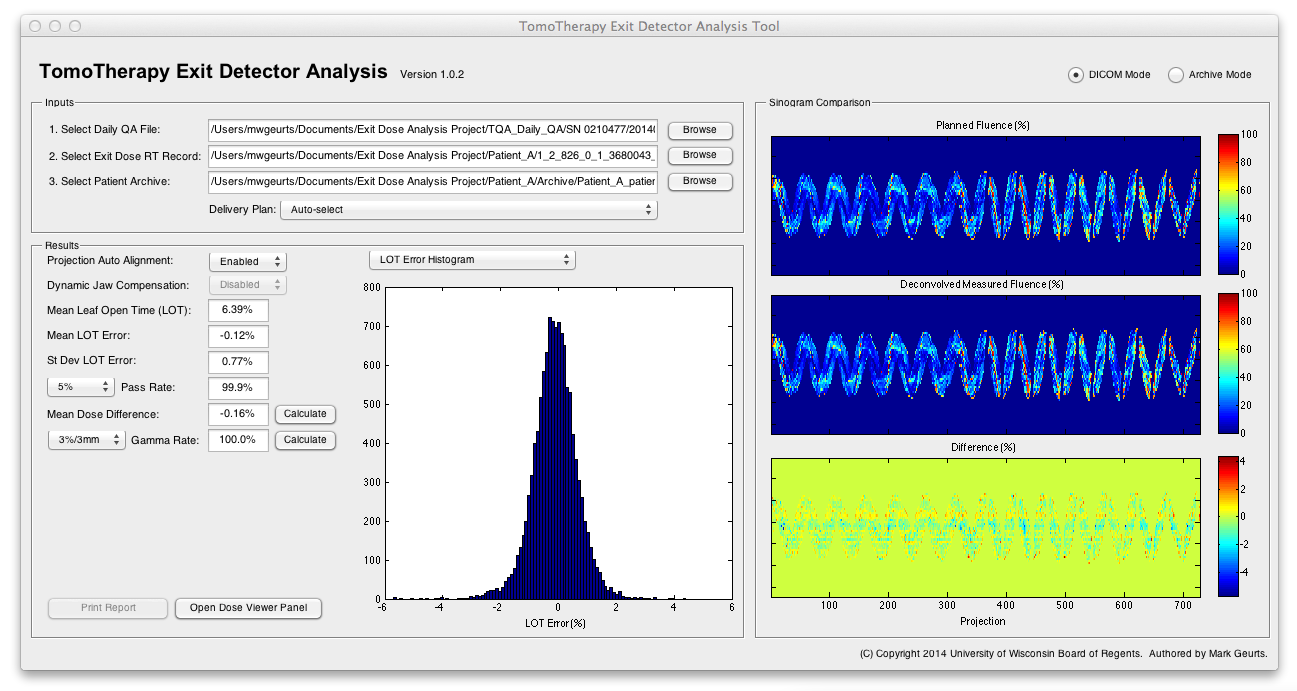 TomoTherapy Exit Detector Analysis Tool
TomoTherapy Exit Detector Analysis Version 1.0.2
DICOM Mode Archive Mode
Inputs
1. Select Daily QA File: /Users/mwgeurts/Documents/Exit Dose Analysis Project/TQA_Daily_QA/SN 0210477/2014( Browse
2. Select Exit Dose RT Record: /Users/mwgeurts/Documents/Exit Dose Analysis Project/Patient_A/1_2_826_0_1_3680043_ Browse
3. Select Patient Archive: /Users/mwgeurts/Documents/Exit Dose Analysis Project/Patient_A/Archive/Patient_A_patier Browse
Delivery Plan: Auto-select
Results
Projection Auto Alignment: Enabled
Dynamic Jaw Compensation: Disabled
Mean Leaf Open Time (LOT): 6.39%
Mean LOT Error: -0.12%
St Dev LOT Error: 0.77%
5% Pass Rate: 99.9%
Mean Dose Difference: -0.16% Calculate
3%/3mm Gamma Rate: 100.0% Calculate
Print Report Open Dose Viewer Panel
LOT Error Histogram
800
700
600
500
400
300
200
100
0
-6 -4 -2 0 2 4 6
LOT Error(%)
Sinogram Comparison
Planned Fluence (%)
100
80
60
40
20
0
Deconvolved Measured Fluence (%)
100
80
60
40
20
0
Difference (%)
4
2
0
-2
-4
100 200 300 400 500 600 700
Projection
(C) Copyright 2014 University of Wisconsin Board of Regents. Authored by Mark Geurts.